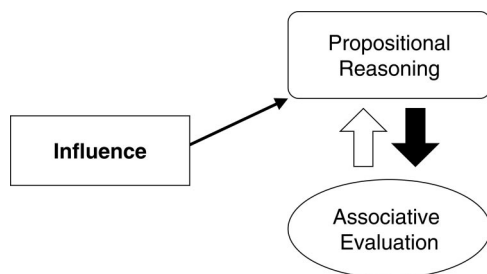 Propositional
Reasoning
Influence
Associative
Evaluation